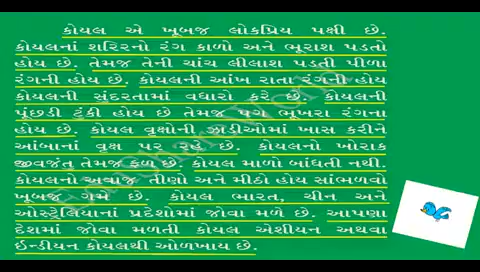 કોયલ એ ખૂબજ લોકપ્રિય પક્ષી છે.
કોયલનાં શરિરનો રંગ કાળો અને ભૂરાશ પડતો
હોય છે. તેમજ તેની ચાંચ લીલાશ પડતી પીળા
રંગની હોય છે. કોયલની આંખ રાતા રંગની હોય
કોયલની સુંદરતામાં વધારો કરે છે. કોયલની
પૂંછડી ટુંકી હોય છે તેમજ પગ ભૂખરા રંગના
હોય છે. કોયલ વૃક્ષોની ઝાડીઓમાં ખાસ કરીને
આંબાનાં વૃક્ષ પર રહે છે. કોયલનો ખોરાક
જીવજંતુ તેમજ ફળ છે. કોયલ માળો બાંધતી નથી.
કોયલનો અવાજ તીણો અને મીઠો હોય સાંભળવો
ખૂબજ ગમે છે. કોયલ ભારત, ચીન અને
ઓસ્ટ્રેલિયાનાં પ્રદેશોમાં જોવા મળે છે. આપણા
દેશમાં જોવા મળતી કોયલ એશીયન અથવા
ઈન્ડીયન કોયલથી ઓળખાય છે.